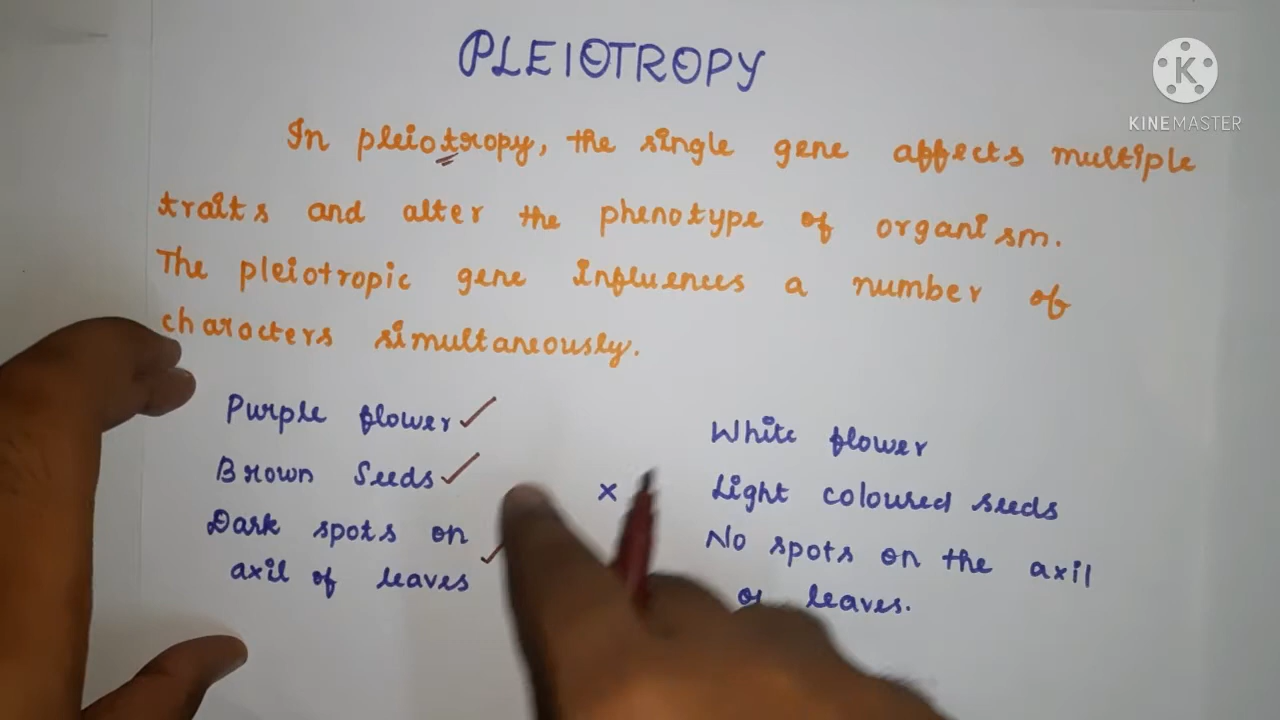 PLEIOTROPY
K
KINEMASTER
In pleiotropy, the single gene affects multiple
traits and alter the phenotype of organism.
The pleiotropic gene influences a number of
characters simultaneously.
Purple flower ✓
Brown Seeds ✓
Dark spots on
axil of leaves ✓
×
White flower
Light coloured seeds
No spots on the axil
of leaves.